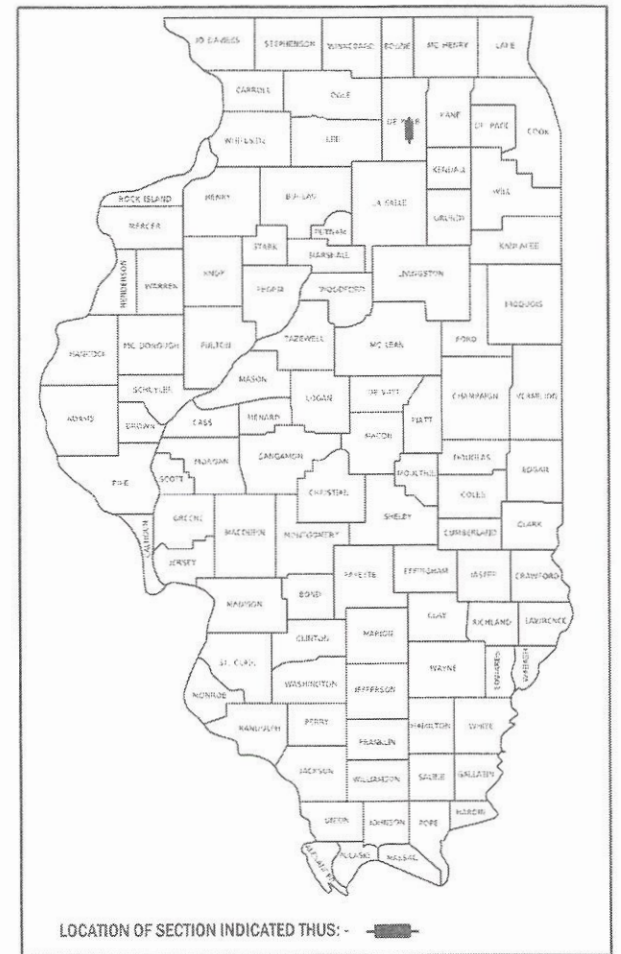 JO DAVIESS STEPHENSON WINNEBAGO BOONE MC HENRY LAKE
CARROLL OGLE DE KALB KANE DU PAGE COOK
WHITESIDE LEE KENDALL
ROCK ISLAND HENRY BUREAU LA SALLE GRUNDY WILL
MERCER PUTNAM KANKAKEE
STARK MARSHALL LIVINGSTON
HENDERSON WARREN KNOX PEORIA WOODFORD IROQUOIS
HANCOCK MC DONOUGH FULTON TAZEWELL MC LEAN FORD
MASON
SCHUYLER LOGAN DE WITT CHAMPAIGN VERMILION
ADAMS BROWN CASS MENARD MACON PIATT
PIKE SCOTT MORGAN SANGAMON MOULTRIE DOUGLAS EDGAR
CHRISTIAN COLES
CALHOUN GREENE MACOUPIN MONTGOMERY SHELBY CUMBERLAND CLARK
JERSEY FAYETTE EFFINGHAM JASPER CRAWFORD
MADISON BOND
CLINTON MARION CLAY RICHLAND LAWRENCE
ST. CLAIR WAYNE EDWARDS WABASH
MONROE WASHINGTON JEFFERSON
RANDOLPH PERRY HAMILTON WHITE
FRANKLIN
JACKSON WILLIAMSON SALINE GALLATIN
UNION JOHNSON POPE HARDIN
ALEXANDER PULASKI MASSAC
LOCATION OF SECTION INDICATED THUS: -